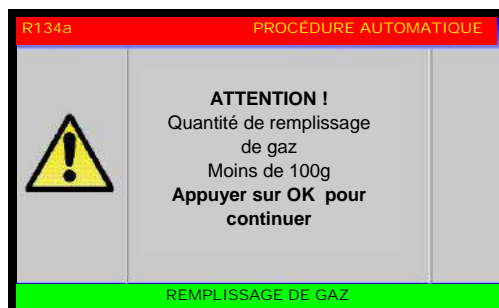 R134a PROCÉDURE AUTOMATIQUE
ATTENTION !
Quantité de remplissage
de gaz
Moins de 100g
Appuyer sur OK pour
continuer
REMPLISSAGE DE GAZ